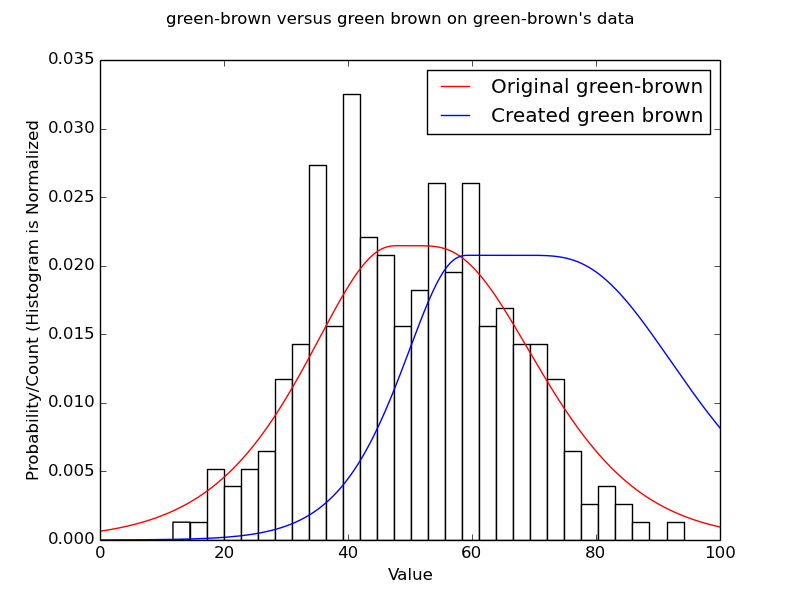 green-brown versus green brown on green-brown's data
0.035
0.030
0.025
0.020
0.015
0.010
0.005
0.000
Probability/Count (Histogram is Normalized
Original green-brown
Created green brown
0
20
40
60
80
100
Value